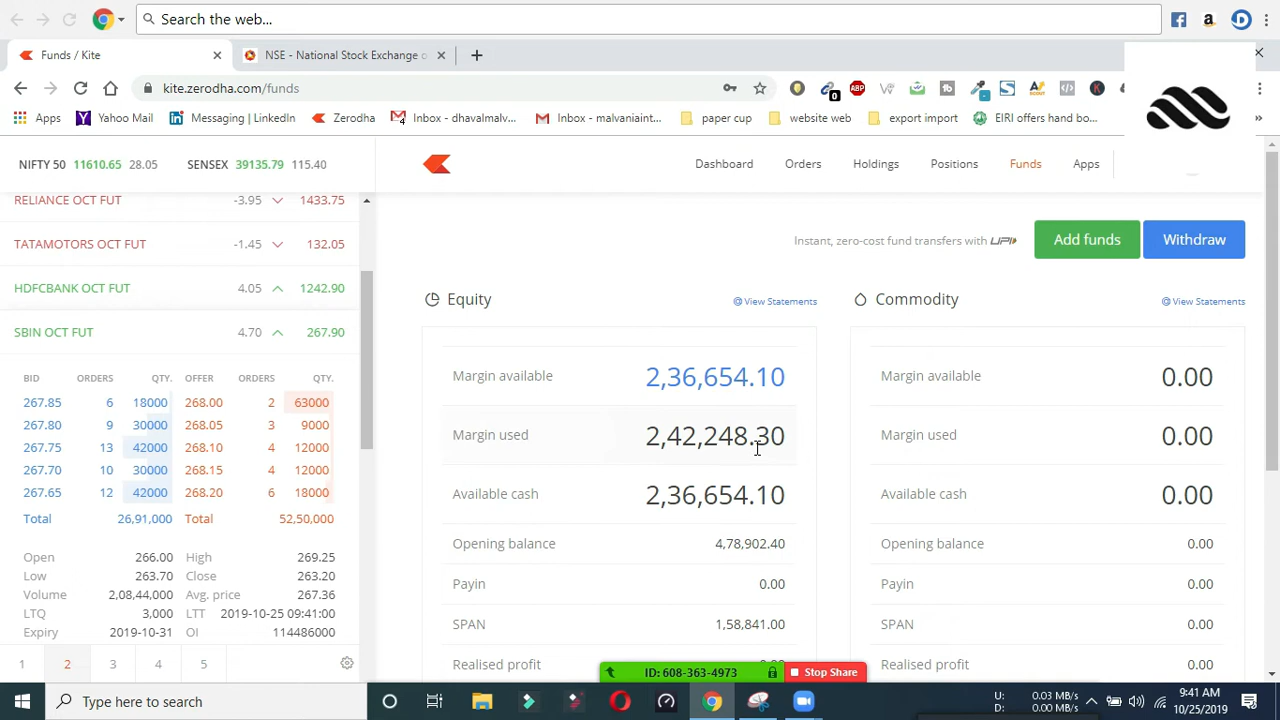 Search the web...
Funds / Kite
NSE - National Stock Exchange o
kite.zerodha.com/funds
Apps Yahoo Mail Messaging | LinkedIn Zerodha Inbox - dhavalmalv... Inbox - malvaniaint... paper cup website web export import EIRI offers hand bo...
NIFTY 50 11610.65 28.05 SENSEX 39135.79 115.40
Dashboard Orders Holdings Positions Funds Apps
RELIANCE OCT FUT -3.95 1433.75
TATAMOTORS OCT FUT -1.45 132.05
HDFCBANK OCT FUT 4.05 1242.90
SBIN OCT FUT 4.70 267.90
BID ORDERS QTY. OFFER ORDERS QTY.
267.85 6 18000 268.00 2 63000
267.80 9 30000 268.05 3 9000
267.75 13 42000 268.10 4 12000
267.70 10 30000 268.15 4 12000
267.65 12 42000 268.20 6 18000
Total 26,91,000 Total 52,50,000
Open 266.00 High 269.25
Low 263.70 Close 263.20
Volume 2,08,44,000 Avg. price 267.36
LTQ 3,000 LTT 2019-10-25 09:41:00
Expiry 2019-10-31 OI 114486000
1 2 3 4 5
Instant, zero-cost fund transfers with UPI
Add funds
Withdraw
Equity
View Statements
Margin available 2,36,654.10
Margin used 2,42,248.30
Available cash 2,36,654.10
Opening balance 4,78,902.40
Payin 0.00
SPAN 1,58,841.00
Realised profit
Commodity
View Statements
Margin available 0.00
Margin used 0.00
Available cash 0.00
Opening balance 0.00
Payin 0.00
SPAN 0.00
Realised profit 0.00
ID: 608-363-4973
Stop Share
Type here to search
U: 0.03 MB/s
D: 0.00 MB/s
9:41 AM
10/25/2019